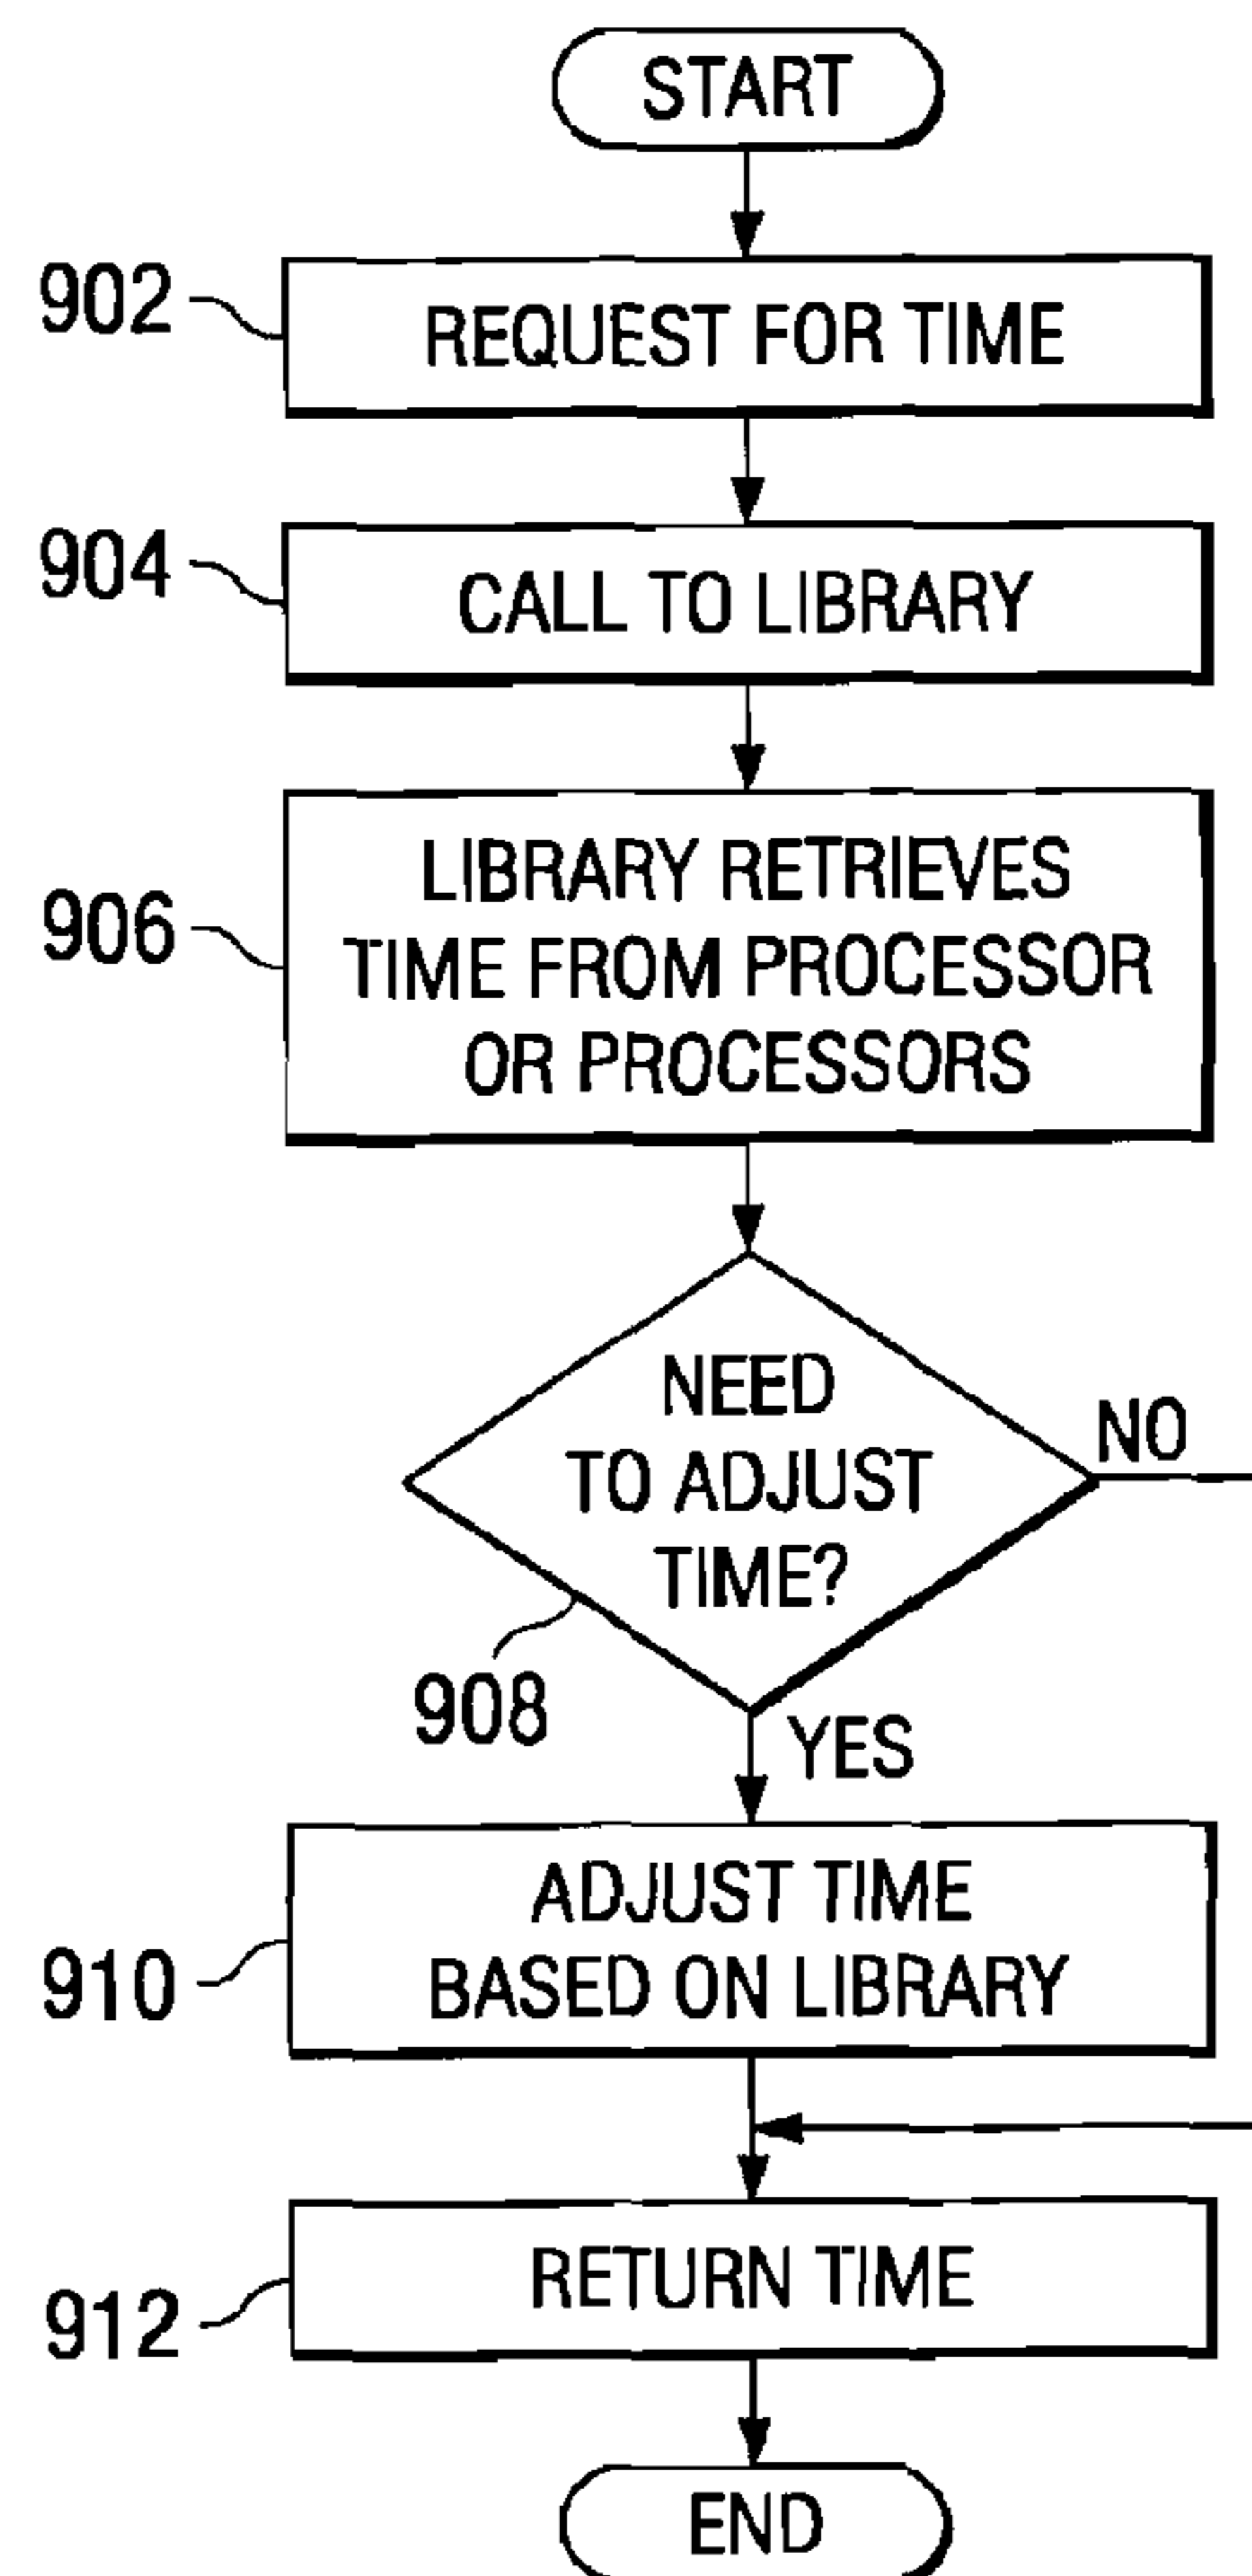 START
902
REQUEST FOR TIME
904
CALL TO LIBRARY
906
LIBRARY RETRIEVES
TIME FROM PROCESSOR
OR PROCESSORS
NEED
TO ADJUST
TIME?
NO
908
YES
910
ADJUST TIME
BASED ON LIBRARY
912
RETURN TIME
END